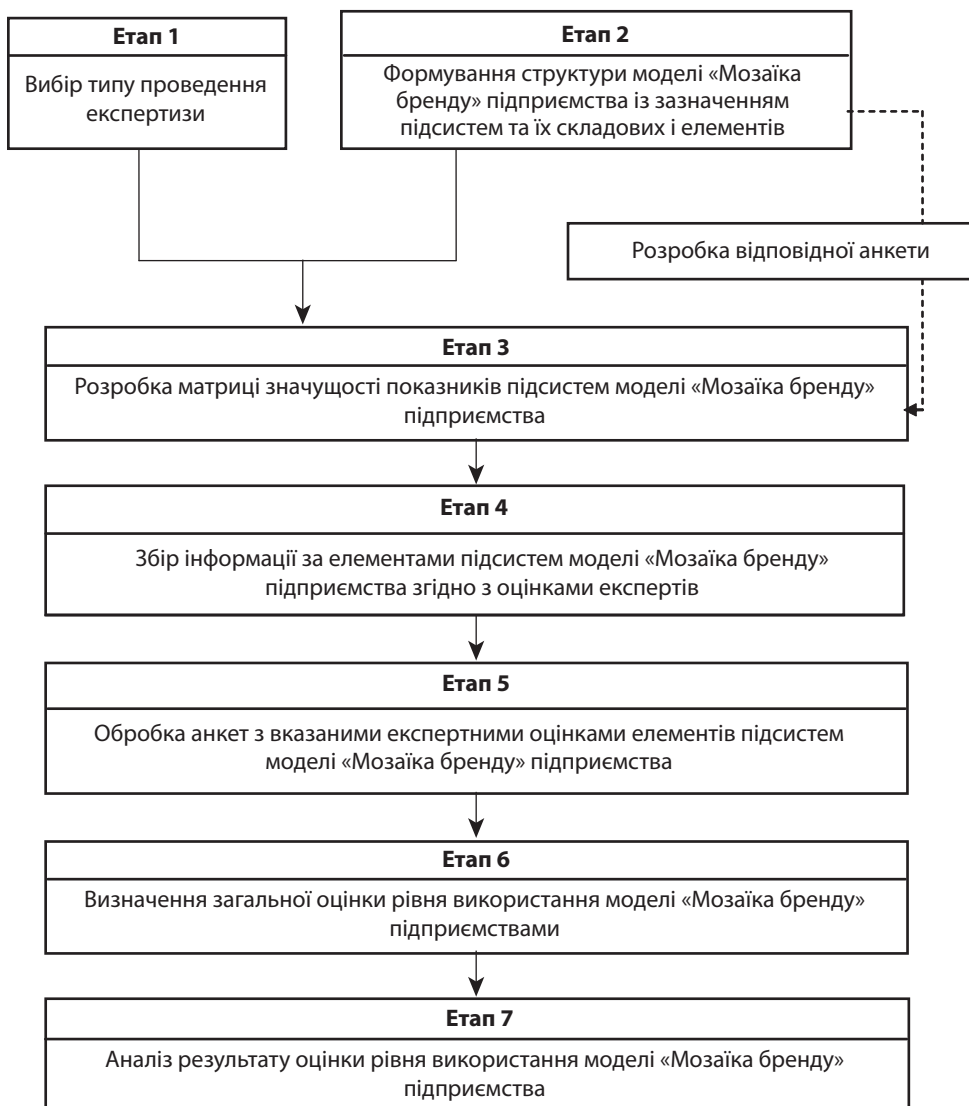 Етап 1
Вибір типу проведення
експертизи
Етап 2
Формування структури моделі «Мозаїка
бренду» підприємства із зазначенням
підсистем та їх складових і елементів
Розробка відповідної анкети
Етап 3
Розробка матриці значущості показників підсистем моделі «Мозаїка бренду»
підприємства
Етап 4
Збір інформації за елементами підсистем моделі «Мозаїка бренду»
підприємства згідно з оцінками експертів
Етап 5
Обробка анкет з вказаними експертними оцінками елементів підсистем
моделі «Мозаїка бренду» підприємства
Етап 6
Визначення загальної оцінки рівня використання моделі «Мозаїка бренду»
підприємствами
Етап 7
Аналіз результату оцінки рівня використання моделі «Мозаїка бренду»
підприємства